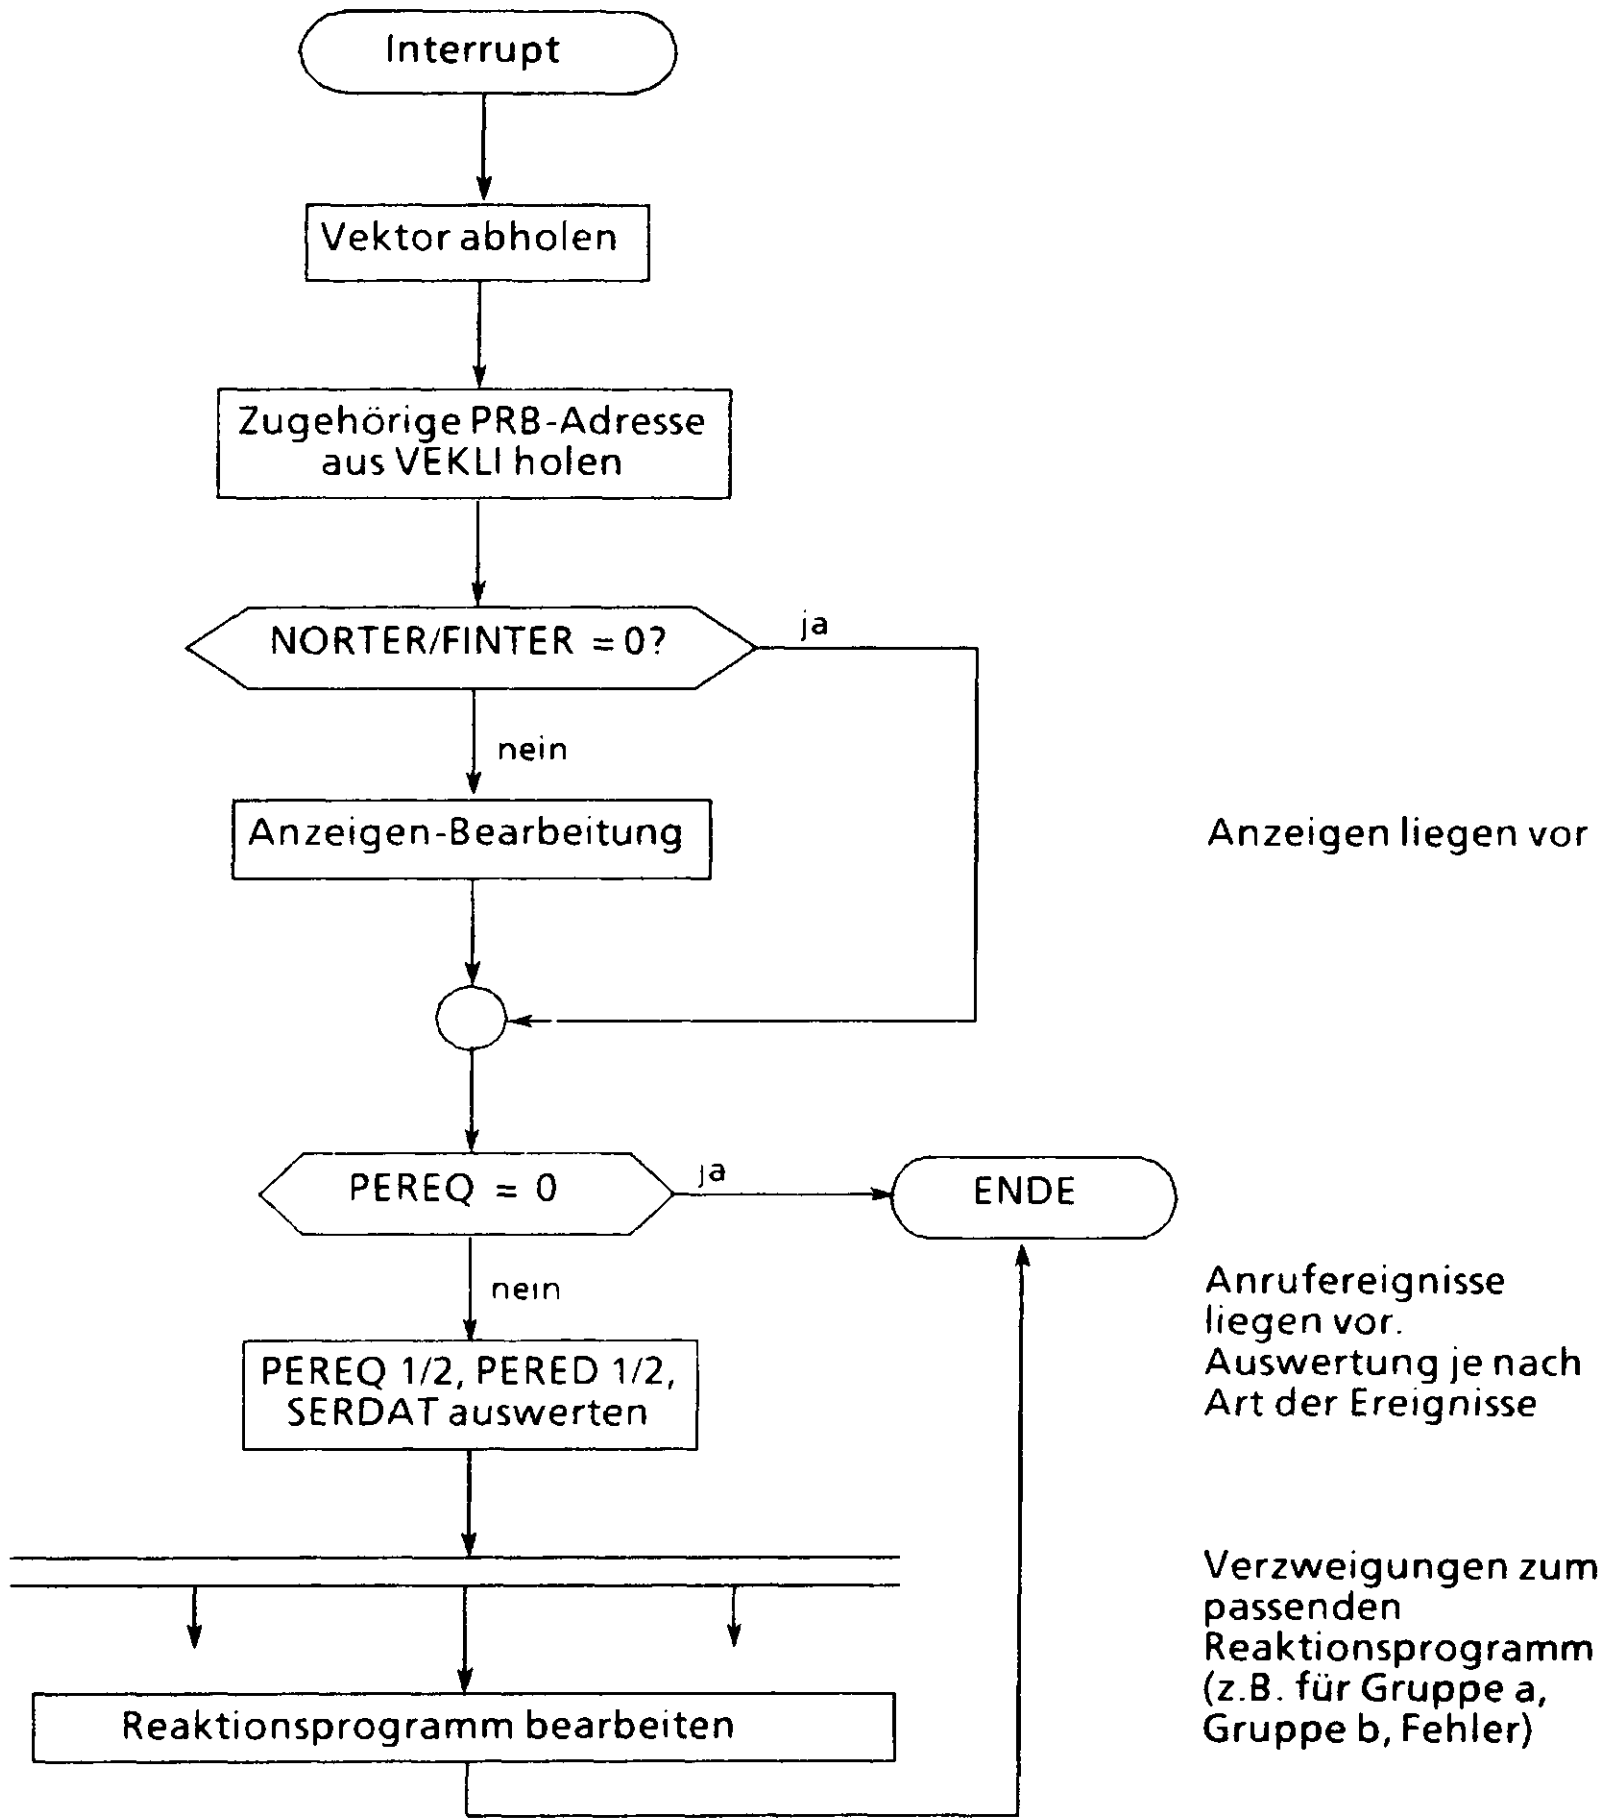 Interrupt
Vektor abholen
Zugehörige PRB-Adresse
aus VEKLI holen
NORTER/FINTER = 0?
ja
nein
Anzeigen-Bearbeitung
Anzeigen liegen vor
PEREQ = 0
ja
ENDE
nein
Anrufereignisse
liegen vor.
Auswertung je nach
Art der Ereignisse
PEREQ 1/2, PERED 1/2,
SERDAT auswerten
Verzweigungen zum
passenden
Reaktionsprogramm
(z.B. für Gruppe a,
Gruppe b, Fehler)
Reaktionsprogramm bearbeiten